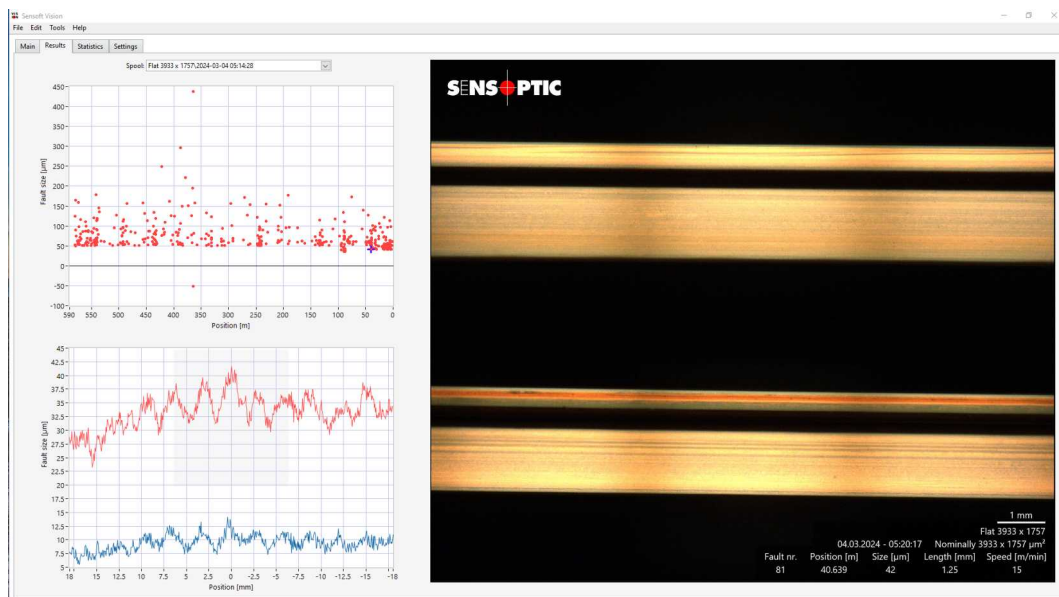 Sensoft Vision
File Edit Tools Help
Main Results Statistics Settings
Spool: Flat 3933 x 1757\2024-03-04 05:14:28
SENSOPTIC
Fault size [µm]
450
400
350
300
250
200
150
100
50
0
-50
-100
590 550 500 450 400 350 300 250 200 150 100 50 0
Position [m]
Fault size [µm]
45
42.5
40
37.5
35
32.5
30
27.5
25
22.5
20
17.5
15
12.5
10
7.5
5
18 15 12.5 10 7.5 5 2.5 0 -2.5 -5 -7.5 -10 -12.5 -15 -18
Position [mm]
1 mm
Flat 3933 x 1757
04.03.2024 - 05:20:17 Nominally 3933 x 1757 µm²
Fault nr. Position [m] Size [µm] Length [mm] Speed [m/min]
81 40.639 42 1.25 15